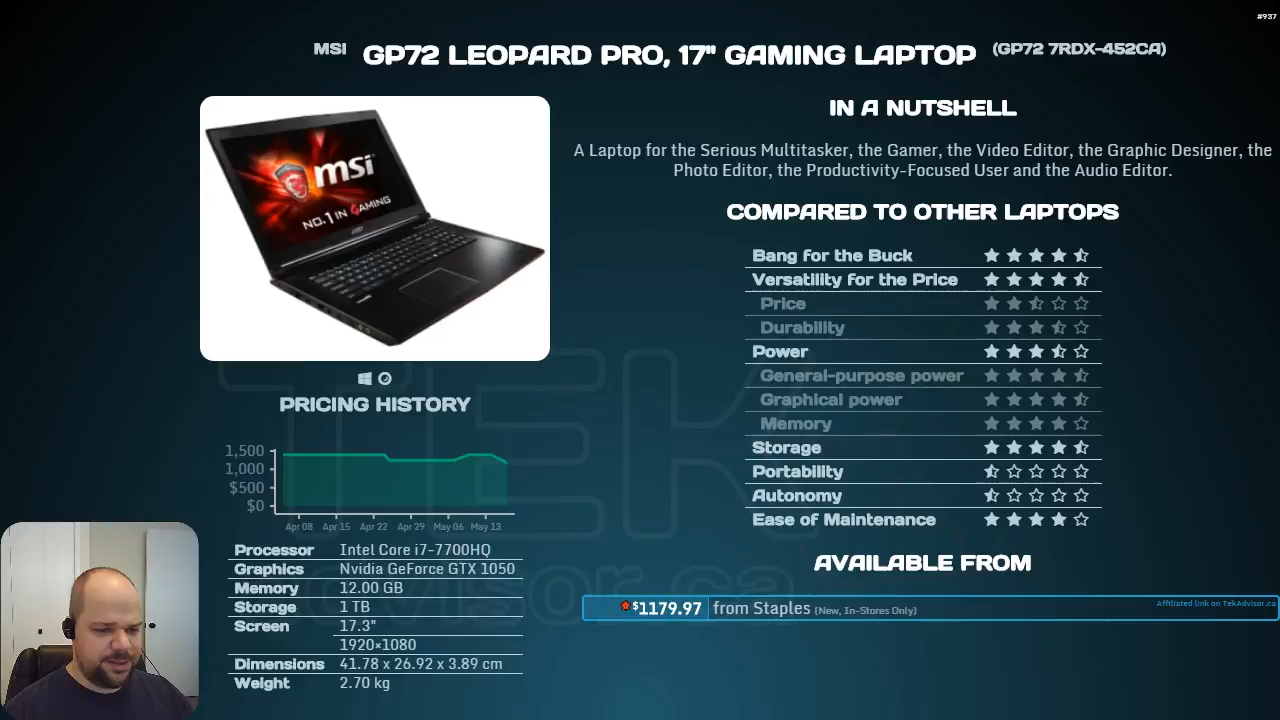 #937
MSI GP72 LEOPARD PRO, 17" GAMING LAPTOP (GP72 7RDX-452CA)
msi
NO.1 IN GAMING
msi
PRICING HISTORY
1,500
1,000
$500
$0
Apr 08 Apr 15 Apr 22 Apr 29 May 06 May 13
Processor Intel Core i7-7700HQ
Graphics Nvidia GeForce GTX 1050
Memory 12.00 GB
Storage 1 TB
Screen 17.3"
1920×1080
Dimensions 41.78 x 26.92 x 3.89 cm
Weight 2.70 kg
IN A NUTSHELL
A Laptop for the Serious Multitasker, the Gamer, the Video Editor, the Graphic Designer, the
Photo Editor, the Productivity-Focused User and the Audio Editor.
COMPARED TO OTHER LAPTOPS
Bang for the Buck
Versatility for the Price
Price
Durability
Power
General-purpose power
Graphical power
Memory
Storage
Portability
Autonomy
Ease of Maintenance
AVAILABLE FROM
$1179.97 from Staples (New, In-Stores Only)
Affiliated link on TekAdvisor.ca
TEK
advisor.ca